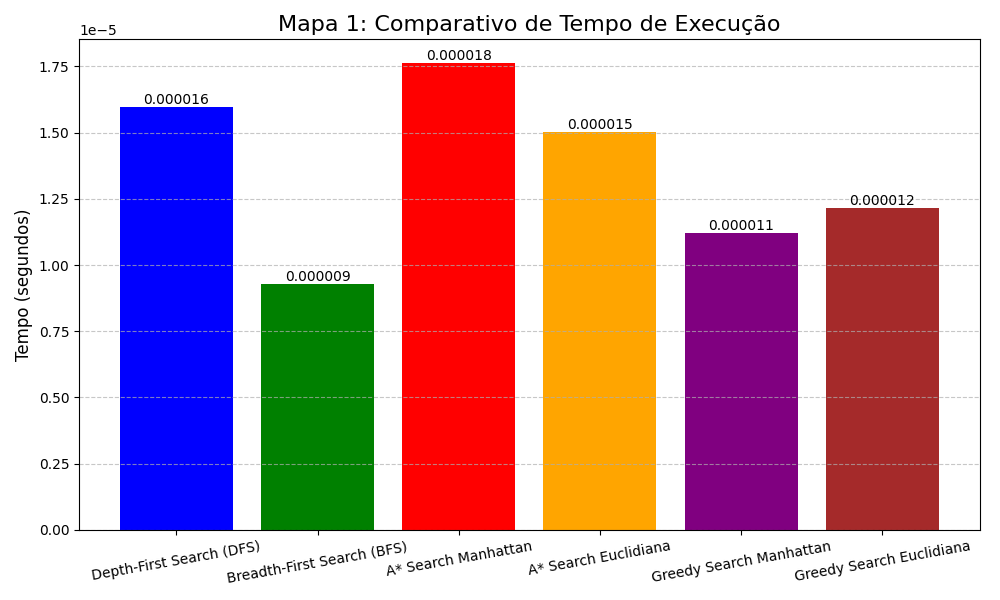 Mapa 1: Comparativo de Tempo de Execução
1e−5
Tempo (segundos)
1.75
1.50
1.25
1.00
0.75
0.50
0.25
0.00
0.000016
0.000009
0.000018
0.000015
0.000011
0.000012
Depth-First Search (DFS)
Breadth-First Search (BFS)
A* Search Manhattan
A* Search Euclidiana
Greedy Search Manhattan
Greedy Search Euclidiana